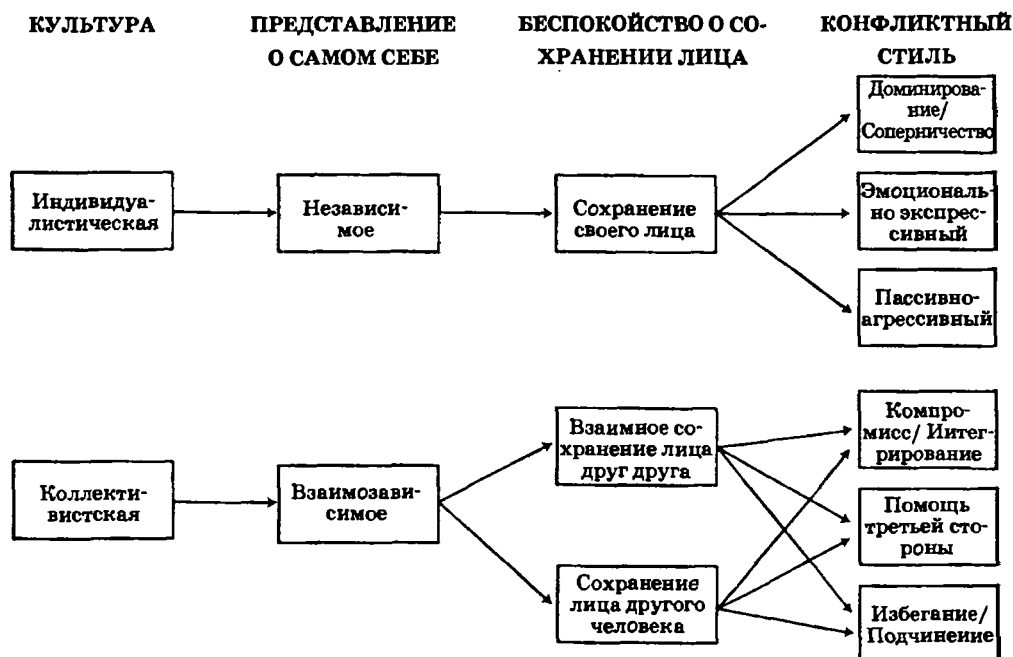 КУЛЬТУРА
ПРЕДСТАВЛЕНИЕ
О САМОМ СЕБЕ
БЕСПОКОЙСТВО О СО-
ХРАНЕНИИ ЛИЦА
КОНФЛИКТНЫЙ
СТИЛЬ
Индивидуа-
листическая
Независи-
мое
Сохранение
своего лица
Доминирова-
ние/
Соперничество
Эмоциональ-
но экспрес-
сивный
Пассивно-
агрессивный
Коллекти-
вистская
Взаимозави-
симое
Взаимное со-
хранение лица
друг друга
Сохранение
лица другого
человека
Компро-
мисс/ Иитег-
рирование
Помощь
третьей сто-
роны
Избегание/
Подчинеиие